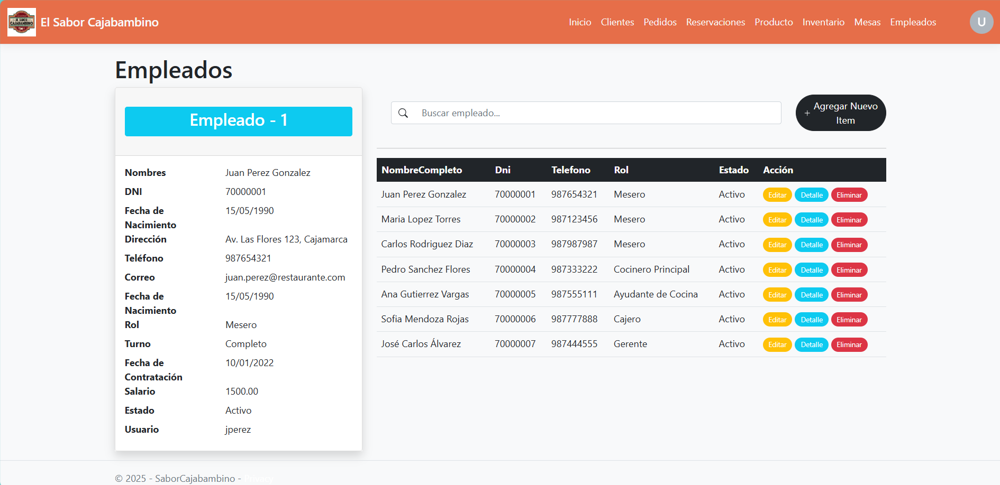 EL SABOR
CAJABAMBINO
El Sabor Cajabambino
Inicio Clientes Pedidos Reservaciones Producto Inventario Mesas Empleados
U
Empleados
Empleado - 1
Nombres Juan Perez Gonzalez
DNI 70000001
Fecha de 15/05/1990
Nacimiento
Dirección Av. Las Flores 123, Cajamarca
Teléfono 987654321
Correo juan.perez@restaurante.com
Fecha de 15/05/1990
Nacimiento
Rol Mesero
Turno Completo
Fecha de 10/01/2022
Contratación
Salario 1500.00
Estado Activo
Usuario jperez
Buscar empleado...
+ Agregar Nuevo
Item
NombreCompleto Dni Telefono Rol Estado Acción
Juan Perez Gonzalez 70000001 987654321 Mesero Activo Editar Detalle Eliminar
Maria Lopez Torres 70000002 987123456 Mesero Activo Editar Detalle Eliminar
Carlos Rodriguez Diaz 70000003 987987987 Mesero Activo Editar Detalle Eliminar
Pedro Sanchez Flores 70000004 987333222 Cocinero Principal Activo Editar Detalle Eliminar
Ana Gutierrez Vargas 70000005 987555111 Ayudante de Cocina Activo Editar Detalle Eliminar
Sofia Mendoza Rojas 70000006 987777888 Cajero Activo Editar Detalle Eliminar
José Carlos Álvarez 70000007 987444555 Gerente Activo Editar Detalle Eliminar
© 2025 - SaborCajabambino - Privacy